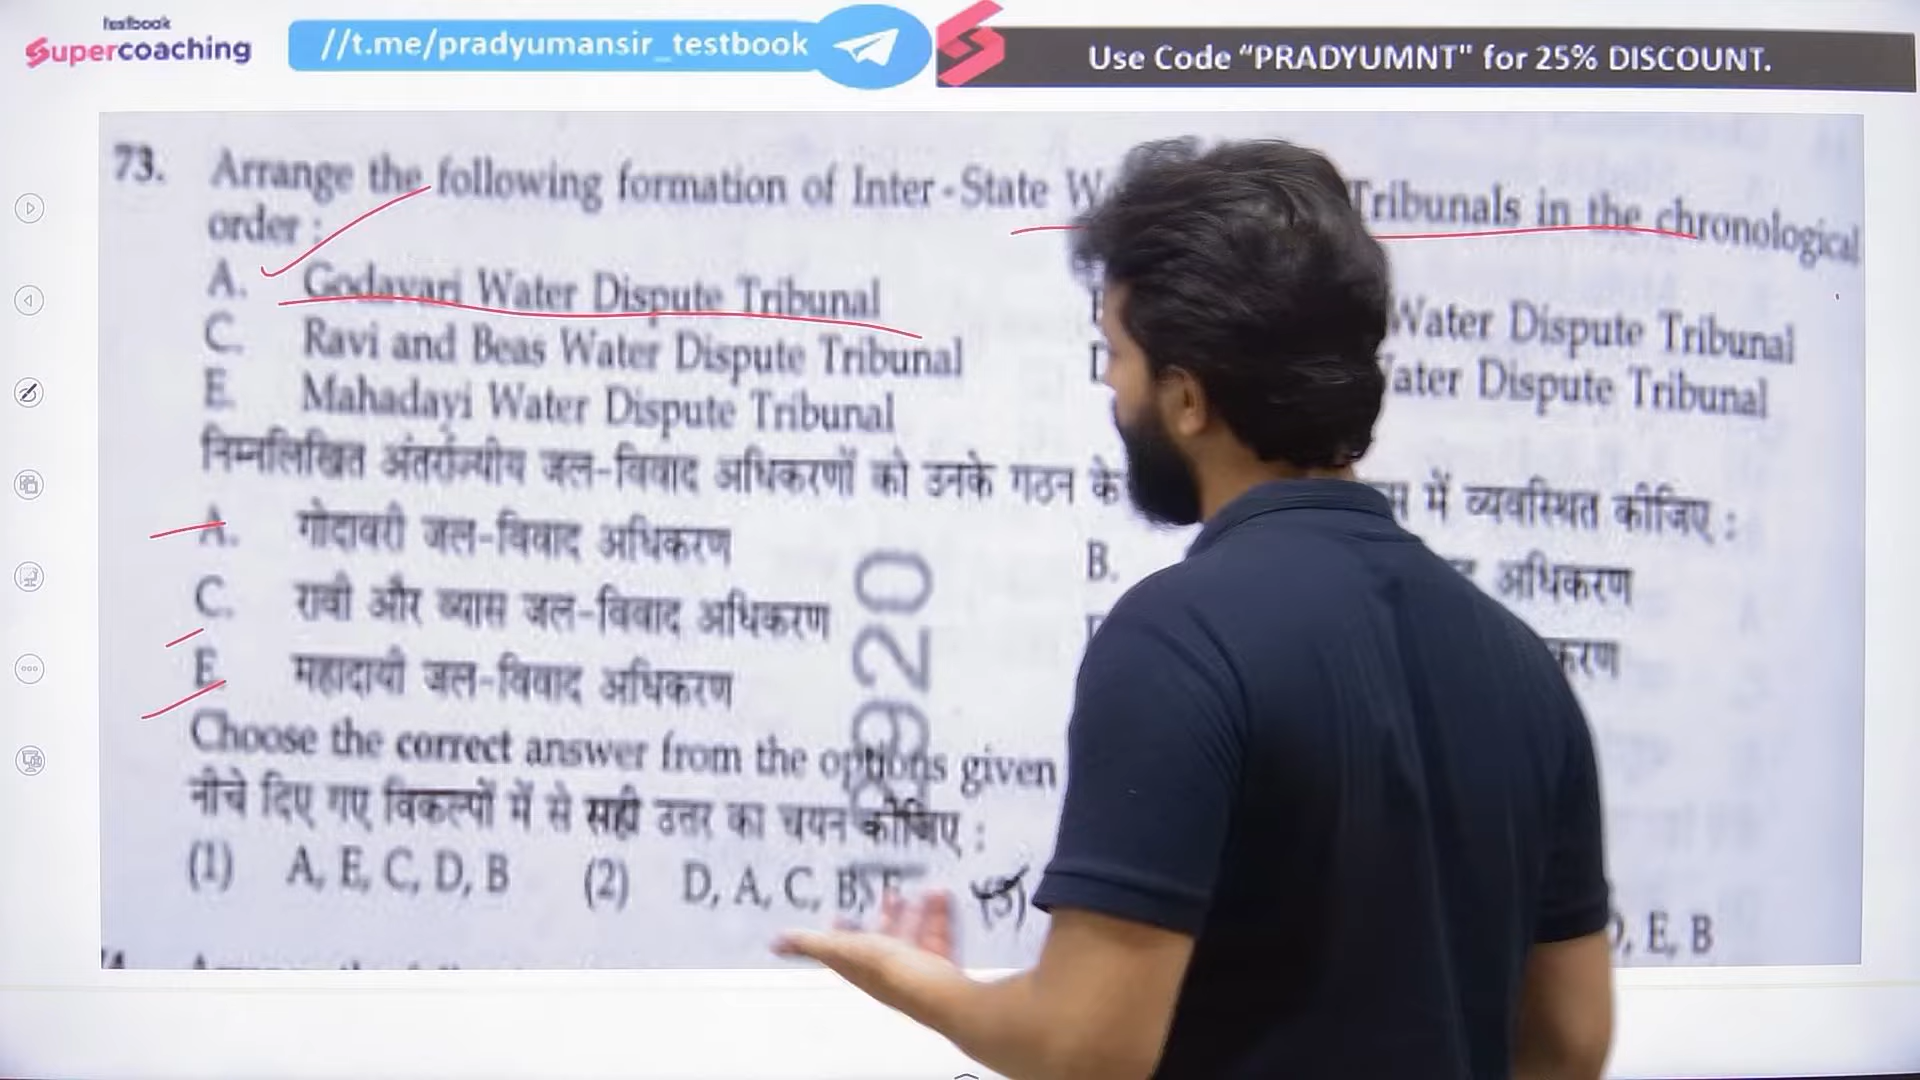 testbook
Supercoaching
//t.me/pradyumansir_testbook
Use Code “PRADYUMNT" for 25% DISCOUNT.
73. Arrange the following formation of Inter-State Tribunals in the chronological
order :
A. Godavari Water Dispute Tribunal Water Dispute Tribunal
C. Ravi and Beas Water Dispute Tribunal Water Dispute Tribunal
E. Mahadayi Water Dispute Tribunal
निम्नलिखित अंतर्राज्यीय जल-विवाद अधिकरणों को उनके गठन के में व्यवस्थित कीजिए :
A. गोदावरी जल-विवाद अधिकरण B. अधिकरण
C. रावी और व्यास जल-विवाद अधिकरण
E. महादायी जल-विवाद अधिकरण
Choose the correct answer from the options given
नीचे दिए गए विकल्पों में से सही उत्तर का चयन कीजिए :
(1) A, E, C, D, B (2) D, A, C, B, E (3) D, E, B
920